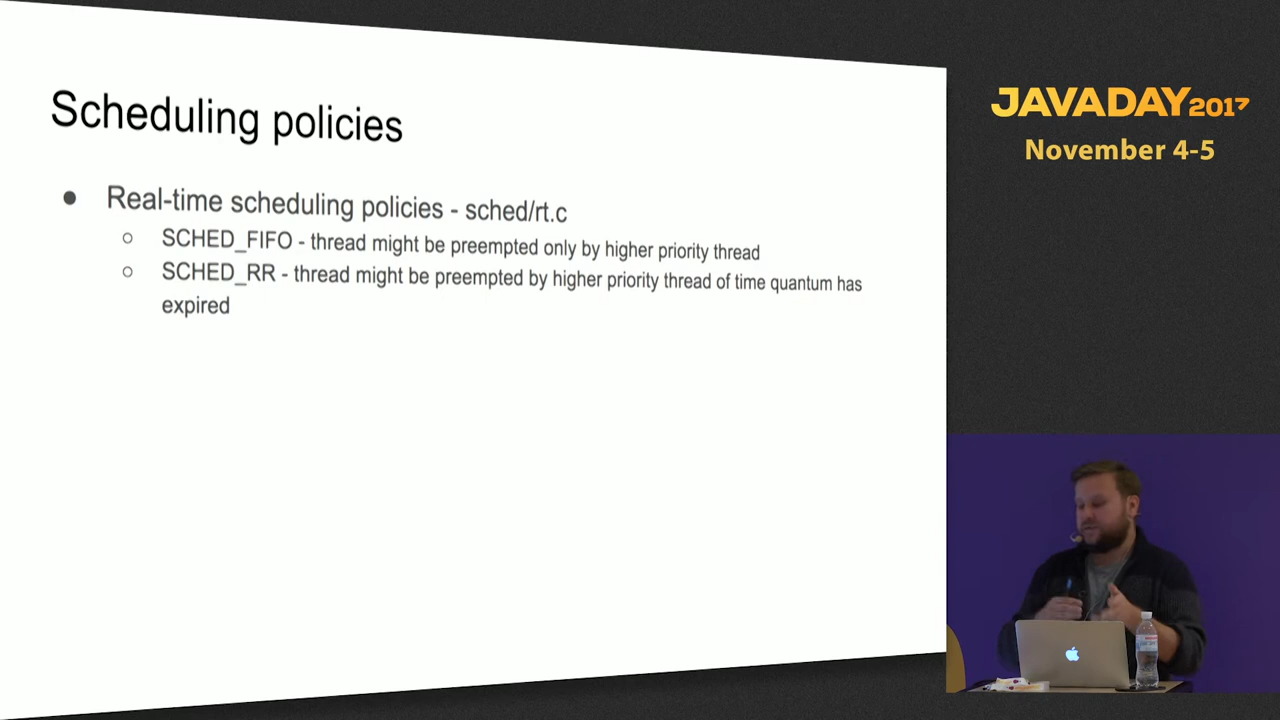 Scheduling policies
● Real-time scheduling policies - sched/rt.c
○ SCHED_FIFO - thread might be preempted only by higher priority thread
○ SCHED_RR - thread might be preempted by higher priority thread of time quantum has
expired
JAVADAY2017
November 4-5